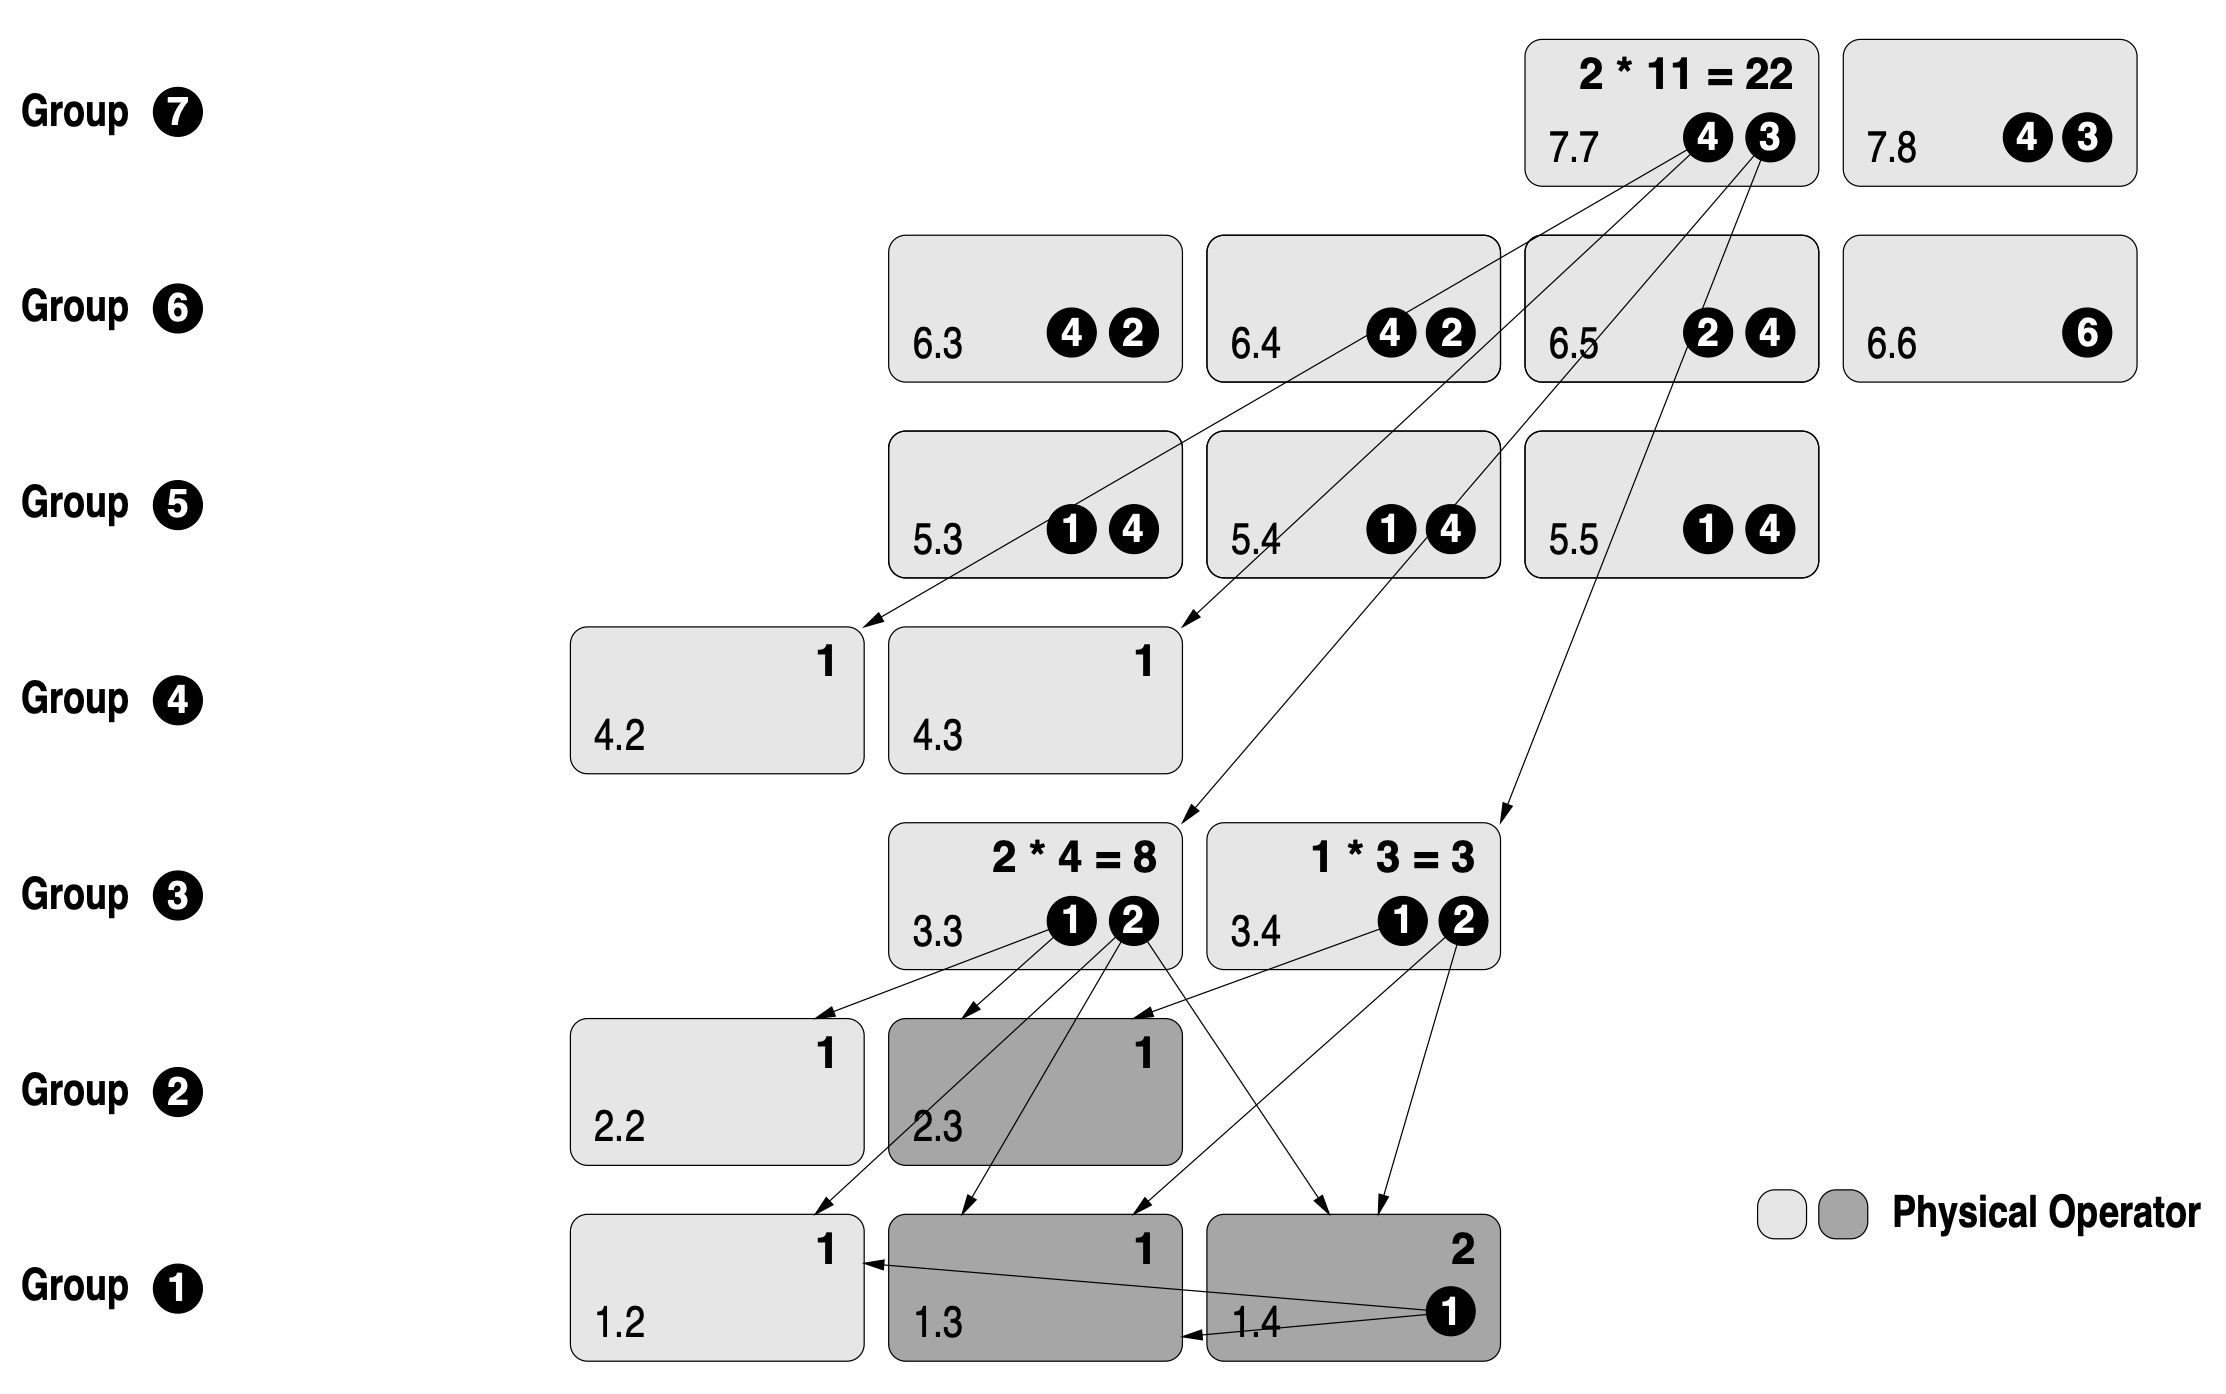 Group 7
2 * 11 = 22
7.7 4 3
7.8 4 3
Group 6
6.3 4 2
6.4 4 2
6.5 2 4
6.6 6
Group 5
5.3 1 4
5.4 1 4
5.5 1 4
Group 4
1
4.2
1
4.3
Group 3
2 * 4 = 8
3.3 1 2
1 * 3 = 3
3.4 1 2
Group 2
1
2.2
1
2.3
Group 1
1
1.2
1
1.3
2
1.4 1
Physical Operator